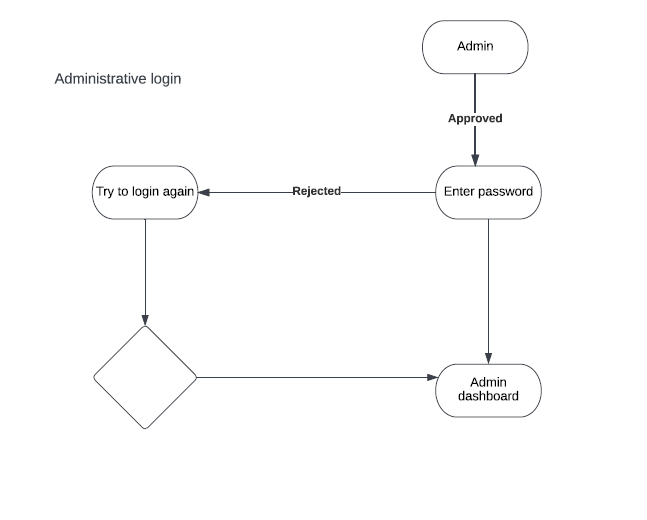 Admin
Administrative login
Approved
Try to login again
Rejected
Enter password
Admin
dashboard